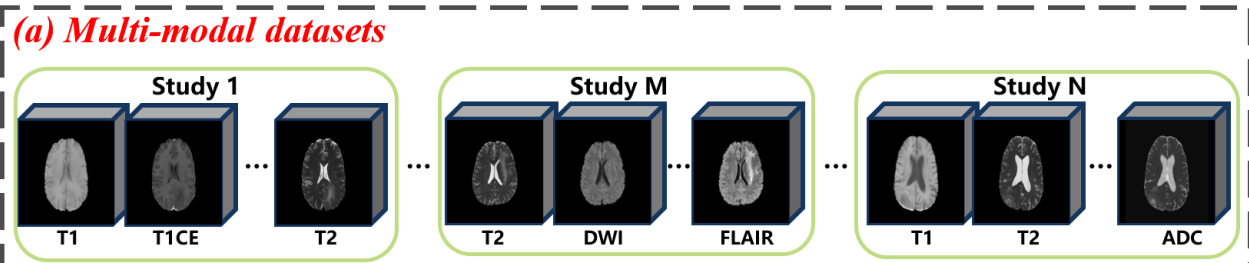 (a) Multi-modal datasets
Study 1
Study M
Study N
... ... ... ... ...
T1 T1CE T2
T2 DWI FLAIR
T1 T2 ADC